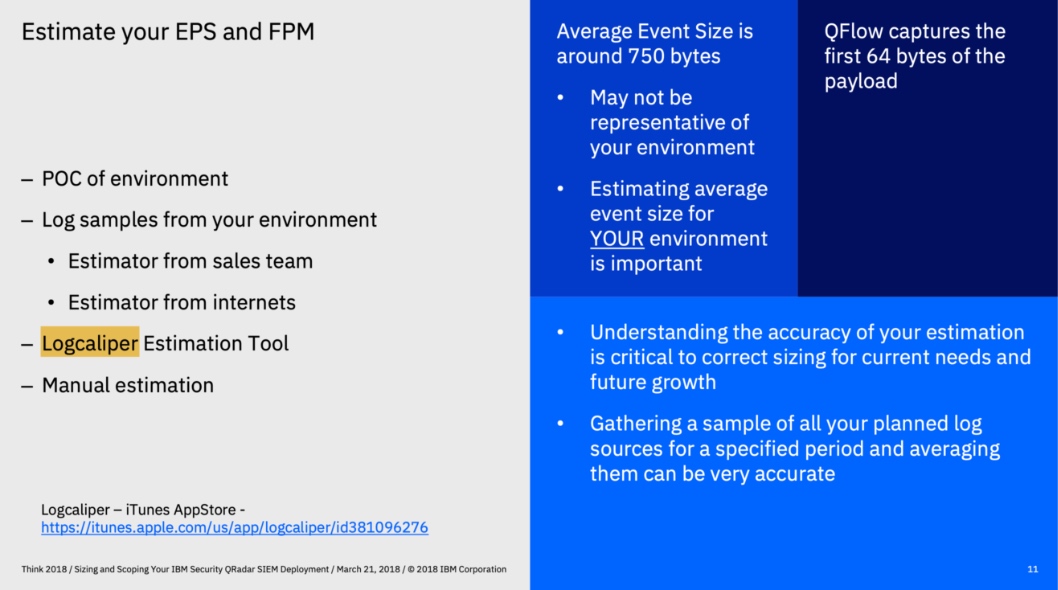 Estimate your EPS and FPM
– POC of environment
– Log samples from your environment
• Estimator from sales team
• Estimator from internets
– Logcaliper Estimation Tool
– Manual estimation
Logcaliper – iTunes AppStore -
https://itunes.apple.com/us/app/logcaliper/id381096276
Average Event Size is
around 750 bytes
• May not be
representative of
your environment
• Estimating average
event size for
YOUR environment
is important
QFlow captures the
first 64 bytes of the
payload
• Understanding the accuracy of your estimation
is critical to correct sizing for current needs and
future growth
• Gathering a sample of all your planned log
sources for a specified period and averaging
them can be very accurate
Think 2018 / Sizing and Scoping Your IBM Security QRadar SIEM Deployment / March 21, 2018 / © 2018 IBM Corporation
11